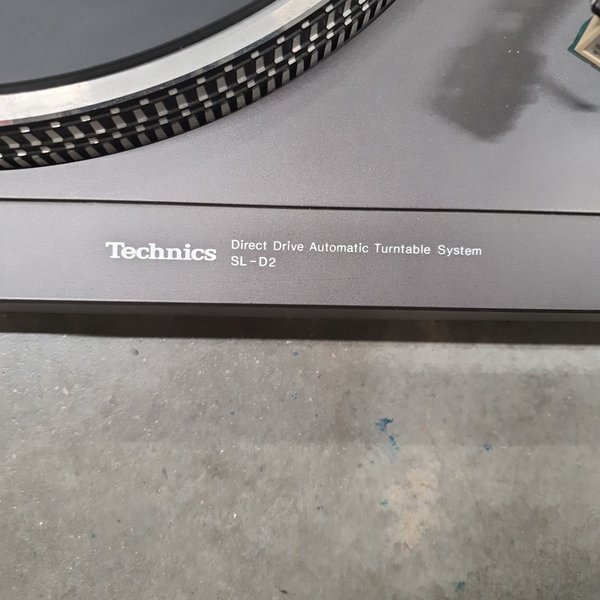 Technics
Direct Drive Automatic Turntable System
SL-D2